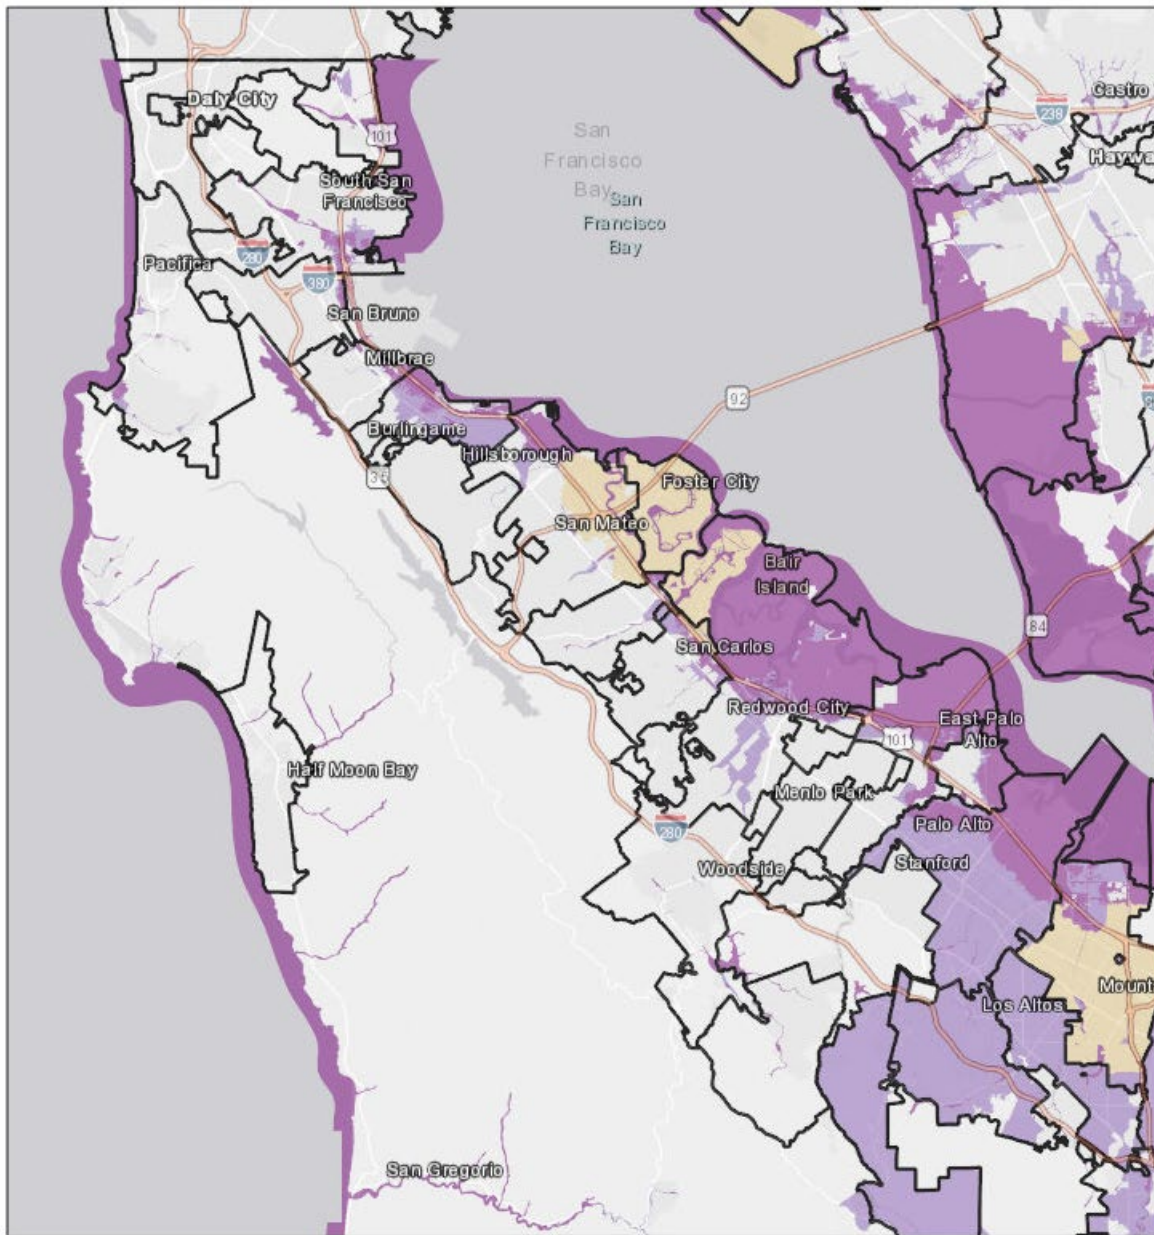 Daly City
101
238
Castro
Haywa
San
Francisco
Bay
San
Francisco
Bay
South San
Francisco
Pacifica
280
380
San Bruno
Millbrae
92
Burlingame
Hillsborough
35
Foster City
San Mateo
Bair
Island
84
San Carlos
Redwood City
East Palo
Alto
101
Half Moon Bay
Menlo Park
280
Palo Alto
Stanford
Woodside
Mount
Los Altos
San Gregorio